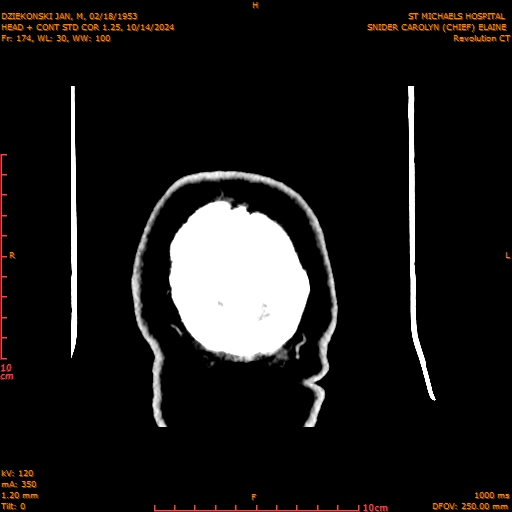 H
DZIEKONSKI JAN, M, 02/18/1953
HEAD + CONT STD COR 1.25, 10/14/2024
Fr: 174, WL: 30, WW: 100
ST MICHAELS HOSPITAL
SNIDER CAROLYN (CHIEF) ELAINE
Revolution CT
R
L
10
cm
kV: 120
mA: 350
1.20 mm
Tilt: 0
F
10cm
1000 ms
DFOV: 250.00 mm